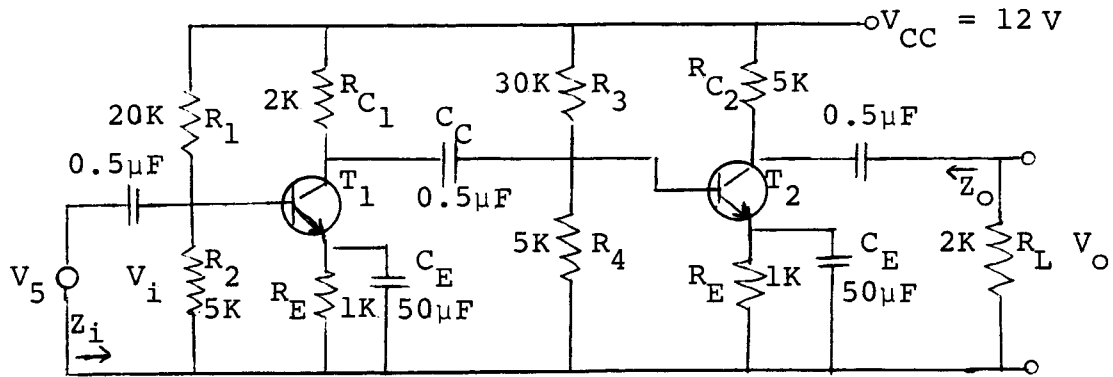 V_CC = 12 V
R_C1
2K
30K
R_3
R_C2
5K
20K
R_1
C_C
0.5µF
0.5µF
0.5µF
T_1
T_2
Z_o
V_5
V_i
R_2
5K
R_E
1K
C_E
50µF
5K
R_4
R_E
1K
C_E
50µF
2K
R_L
V_o
Z_i